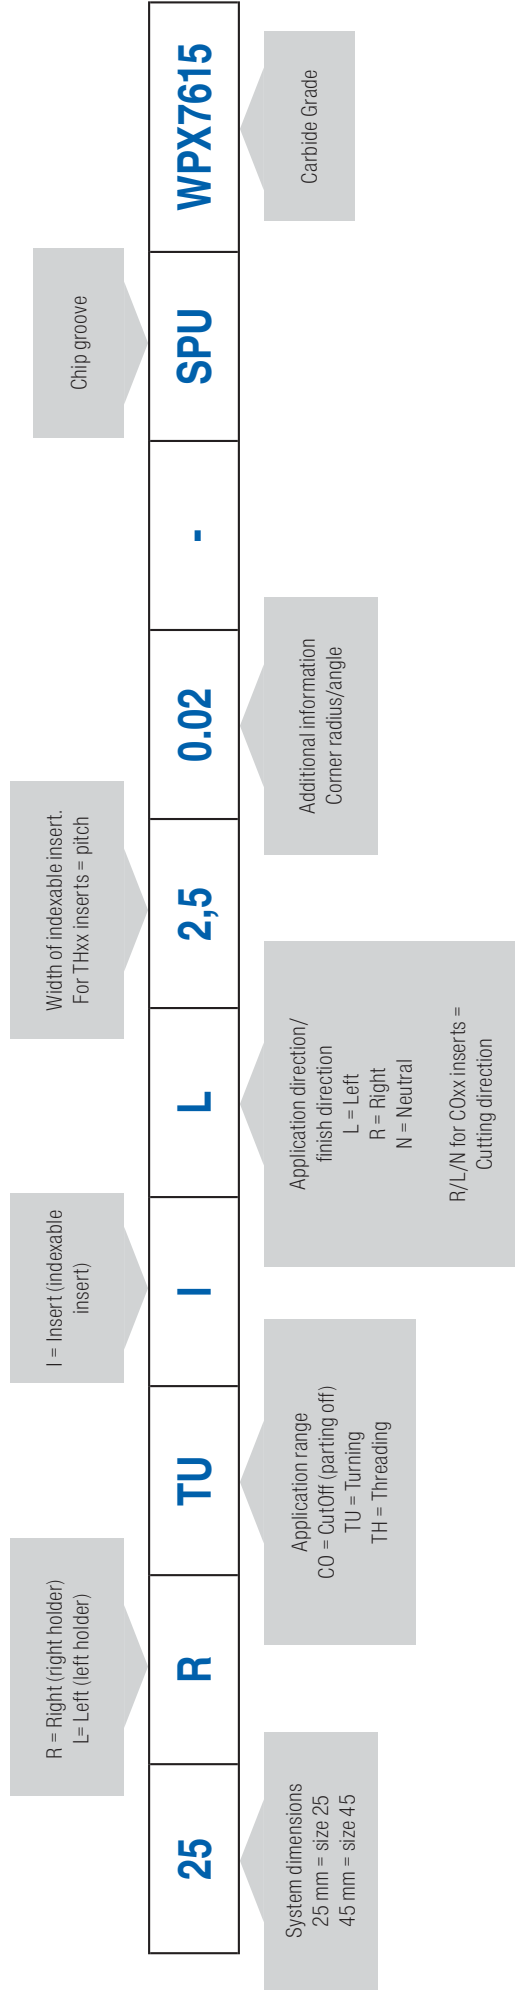 R = Right (right holder)
L= Left (left holder)
I = Insert (indexable
insert)
Width of indexable insert.
For THxx inserts = pitch
Chip groove
25 R TU I L 2,5 0.02 - SPU WPX7615
System dimensions
25 mm = size 25
45 mm = size 45
Application range
CO = CutOff (parting off)
TU = Turning
TH = Threading
Application direction/
finish direction
L = Left
R = Right
N = Neutral
R/L/N for COxx inserts =
Cutting direction
Additional information
Corner radius/angle
Carbide Grade